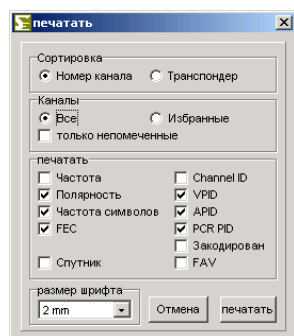 печатать
Сортировка
Номер канала Транспондер
Каналы
Все Избранные
только непомеченные
печатать
Частота Channel ID
Полярность VPID
Частота символов APID
FEC PCR PID
Закодирован
Спутник FAV
размер шрифта
2 mm Отмена печатать